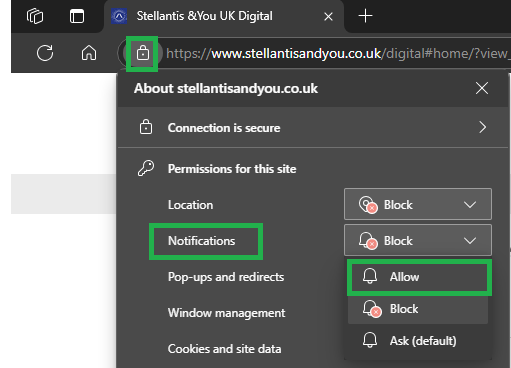 Stellantis &You UK Digital
https://www.stellantisandyou.co.uk/digital#home/?view_
About stellantisandyou.co.uk
Connection is secure
Permissions for this site
Location
Block
Notifications
Block
Allow
Pop-ups and redirects
Block
Window management
Ask (default)
Cookies and site data